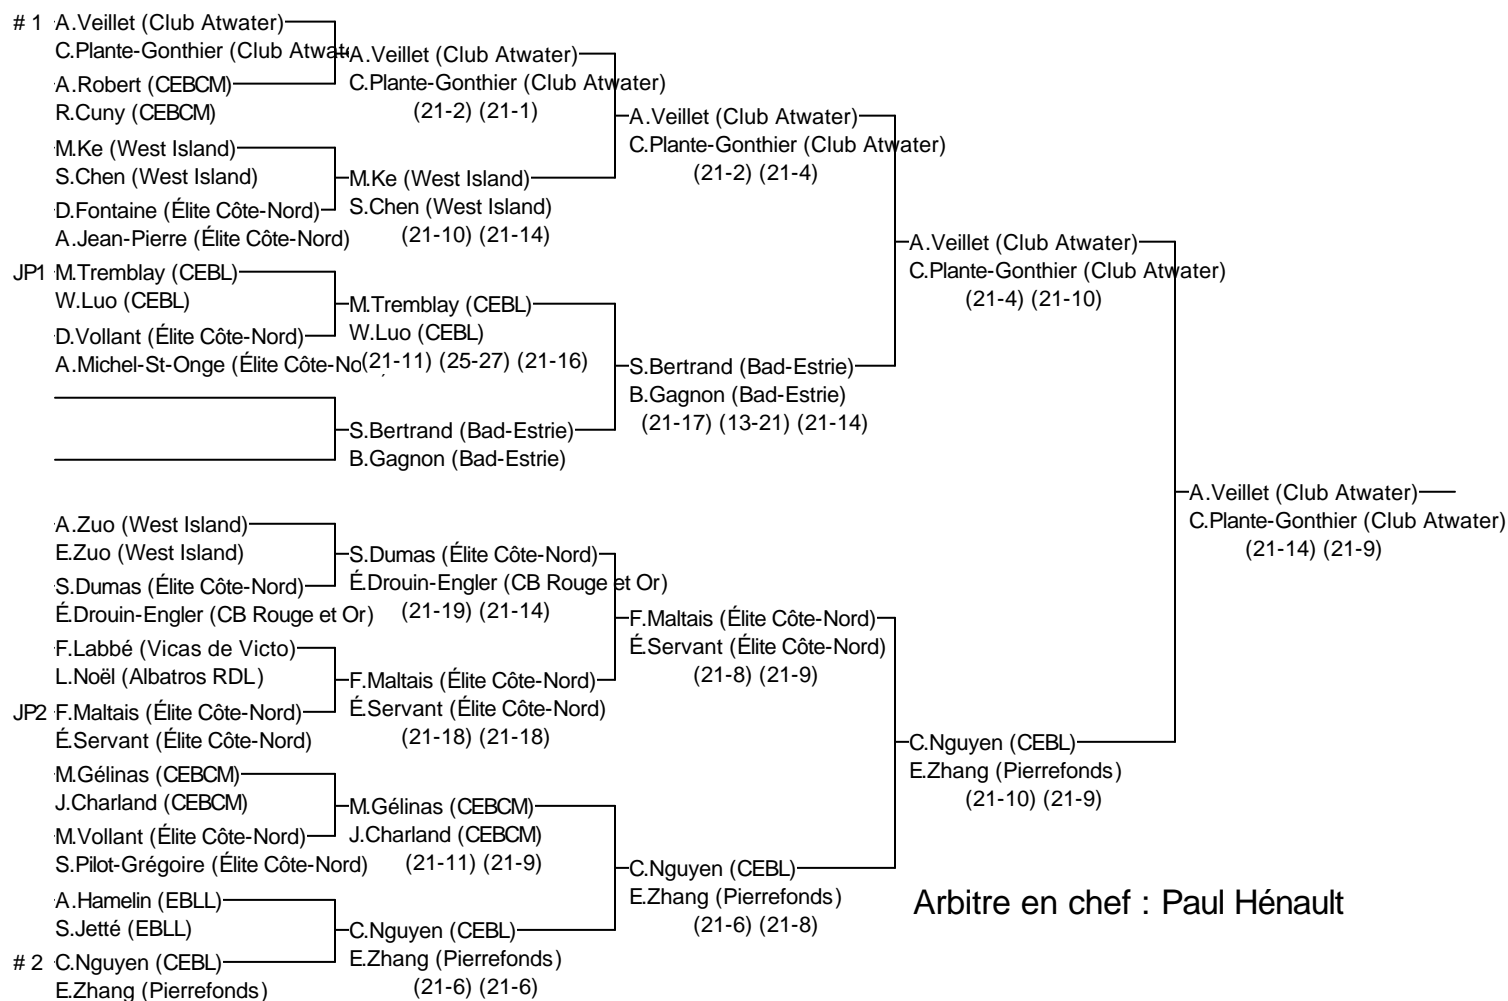 # 1 A.Veillet (Club Atwater)
C.Plante-Gonthier (Club Atwat
A.Robert (CEBCM)
R.Cuny (CEBCM)
M.Ke (West Island)
S.Chen (West Island)
D.Fontaine (Élite Côte-Nord)
A.Jean-Pierre (Élite Côte-Nord)
JP1 M.Tremblay (CEBL)
W.Luo (CEBL)
D.Vollant (Élite Côte-Nord)
A.Michel-St-Onge (Élite Côte-No
A.Zuo (West Island)
E.Zuo (West Island)
S.Dumas (Élite Côte-Nord)
É.Drouin-Engler (CB Rouge et Or)
F.Labbé (Vicas de Victo)
L.Noël (Albatros RDL)
JP2 F.Maltais (Élite Côte-Nord)
É.Servant (Élite Côte-Nord)
M.Gélinas (CEBCM)
J.Charland (CEBCM)
M.Vollant (Élite Côte-Nord)
S.Pilot-Grégoire (Élite Côte-Nord)
A.Hamelin (EBLL)
S.Jetté (EBLL)
# 2 C.Nguyen (CEBL)
E.Zhang (Pierrefonds)
A.Veillet (Club Atwater)
C.Plante-Gonthier (Club Atwater)
(21-2) (21-1)
M.Ke (West Island)
S.Chen (West Island)
(21-10) (21-14)
M.Tremblay (CEBL)
W.Luo (CEBL)
(21-11) (25-27) (21-16)
S.Bertrand (Bad-Estrie)
B.Gagnon (Bad-Estrie)
S.Dumas (Élite Côte-Nord)
É.Drouin-Engler (CB Rouge et Or)
(21-19) (21-14)
F.Maltais (Élite Côte-Nord)
É.Servant (Élite Côte-Nord)
(21-18) (21-18)
M.Gélinas (CEBCM)
J.Charland (CEBCM)
(21-11) (21-9)
C.Nguyen (CEBL)
E.Zhang (Pierrefonds)
(21-6) (21-6)
A.Veillet (Club Atwater)
C.Plante-Gonthier (Club Atwater)
(21-2) (21-4)
S.Bertrand (Bad-Estrie)
B.Gagnon (Bad-Estrie)
(21-17) (13-21) (21-14)
F.Maltais (Élite Côte-Nord)
É.Servant (Élite Côte-Nord)
(21-8) (21-9)
C.Nguyen (CEBL)
E.Zhang (Pierrefonds)
(21-6) (21-8)
A.Veillet (Club Atwater)
C.Plante-Gonthier (Club Atwater)
(21-4) (21-10)
C.Nguyen (CEBL)
E.Zhang (Pierrefonds)
(21-10) (21-9)
A.Veillet (Club Atwater)
C.Plante-Gonthier (Club Atwater)
(21-14) (21-9)
Arbitre en chef : Paul Hénault